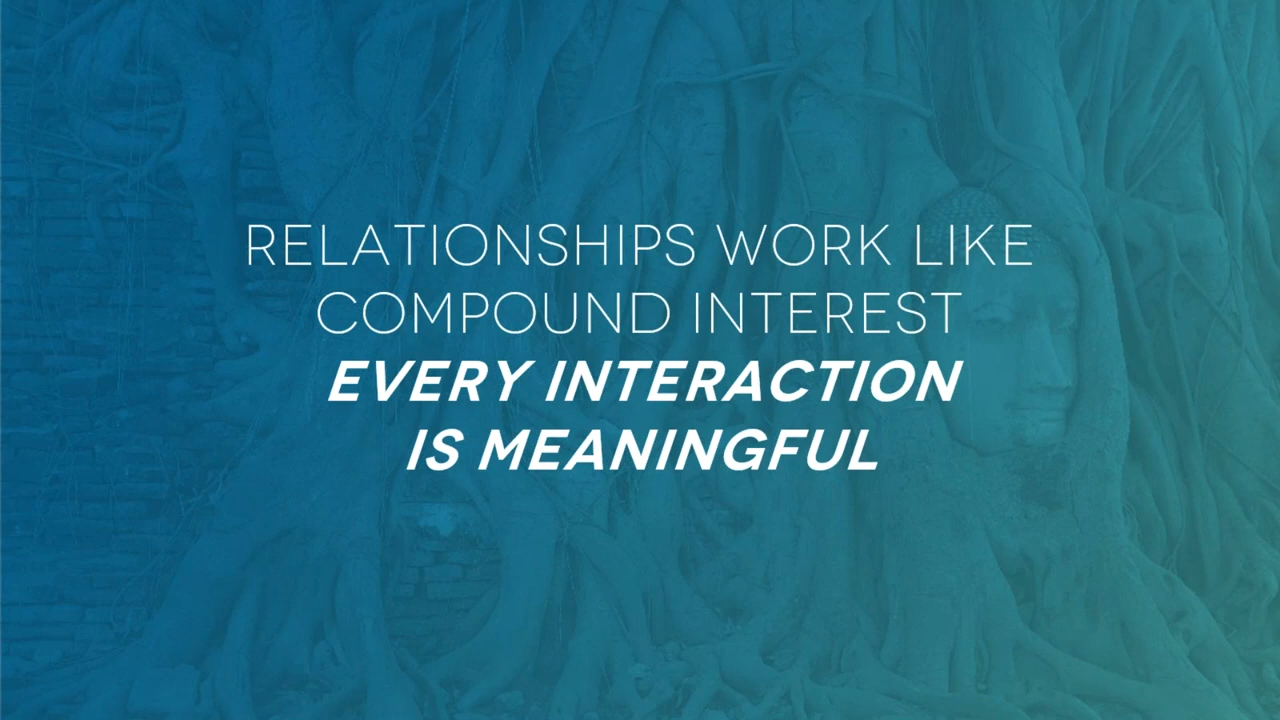 RELATIONSHIPS WORK LIKE
COMPOUND INTEREST
EVERY INTERACTION
IS MEANINGFUL